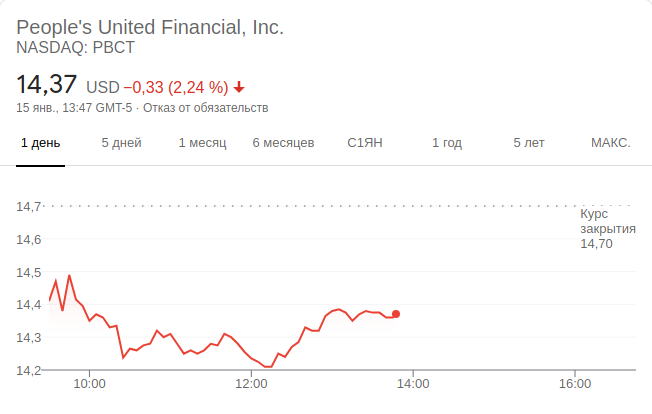 People's United Financial, Inc.
NASDAQ: PBCT
14,37 USD −0,33 (2,24 %)
15 янв., 13:47 GMT-5 · Отказ от обязательств
1 день 5 дней 1 месяц 6 месяцев С1ЯН 1 год 5 лет МАКС.
14,7
Курс
закрытия
14,70
14,6
14,5
14,4
14,3
14,2
10:00 12:00 14:00 16:00